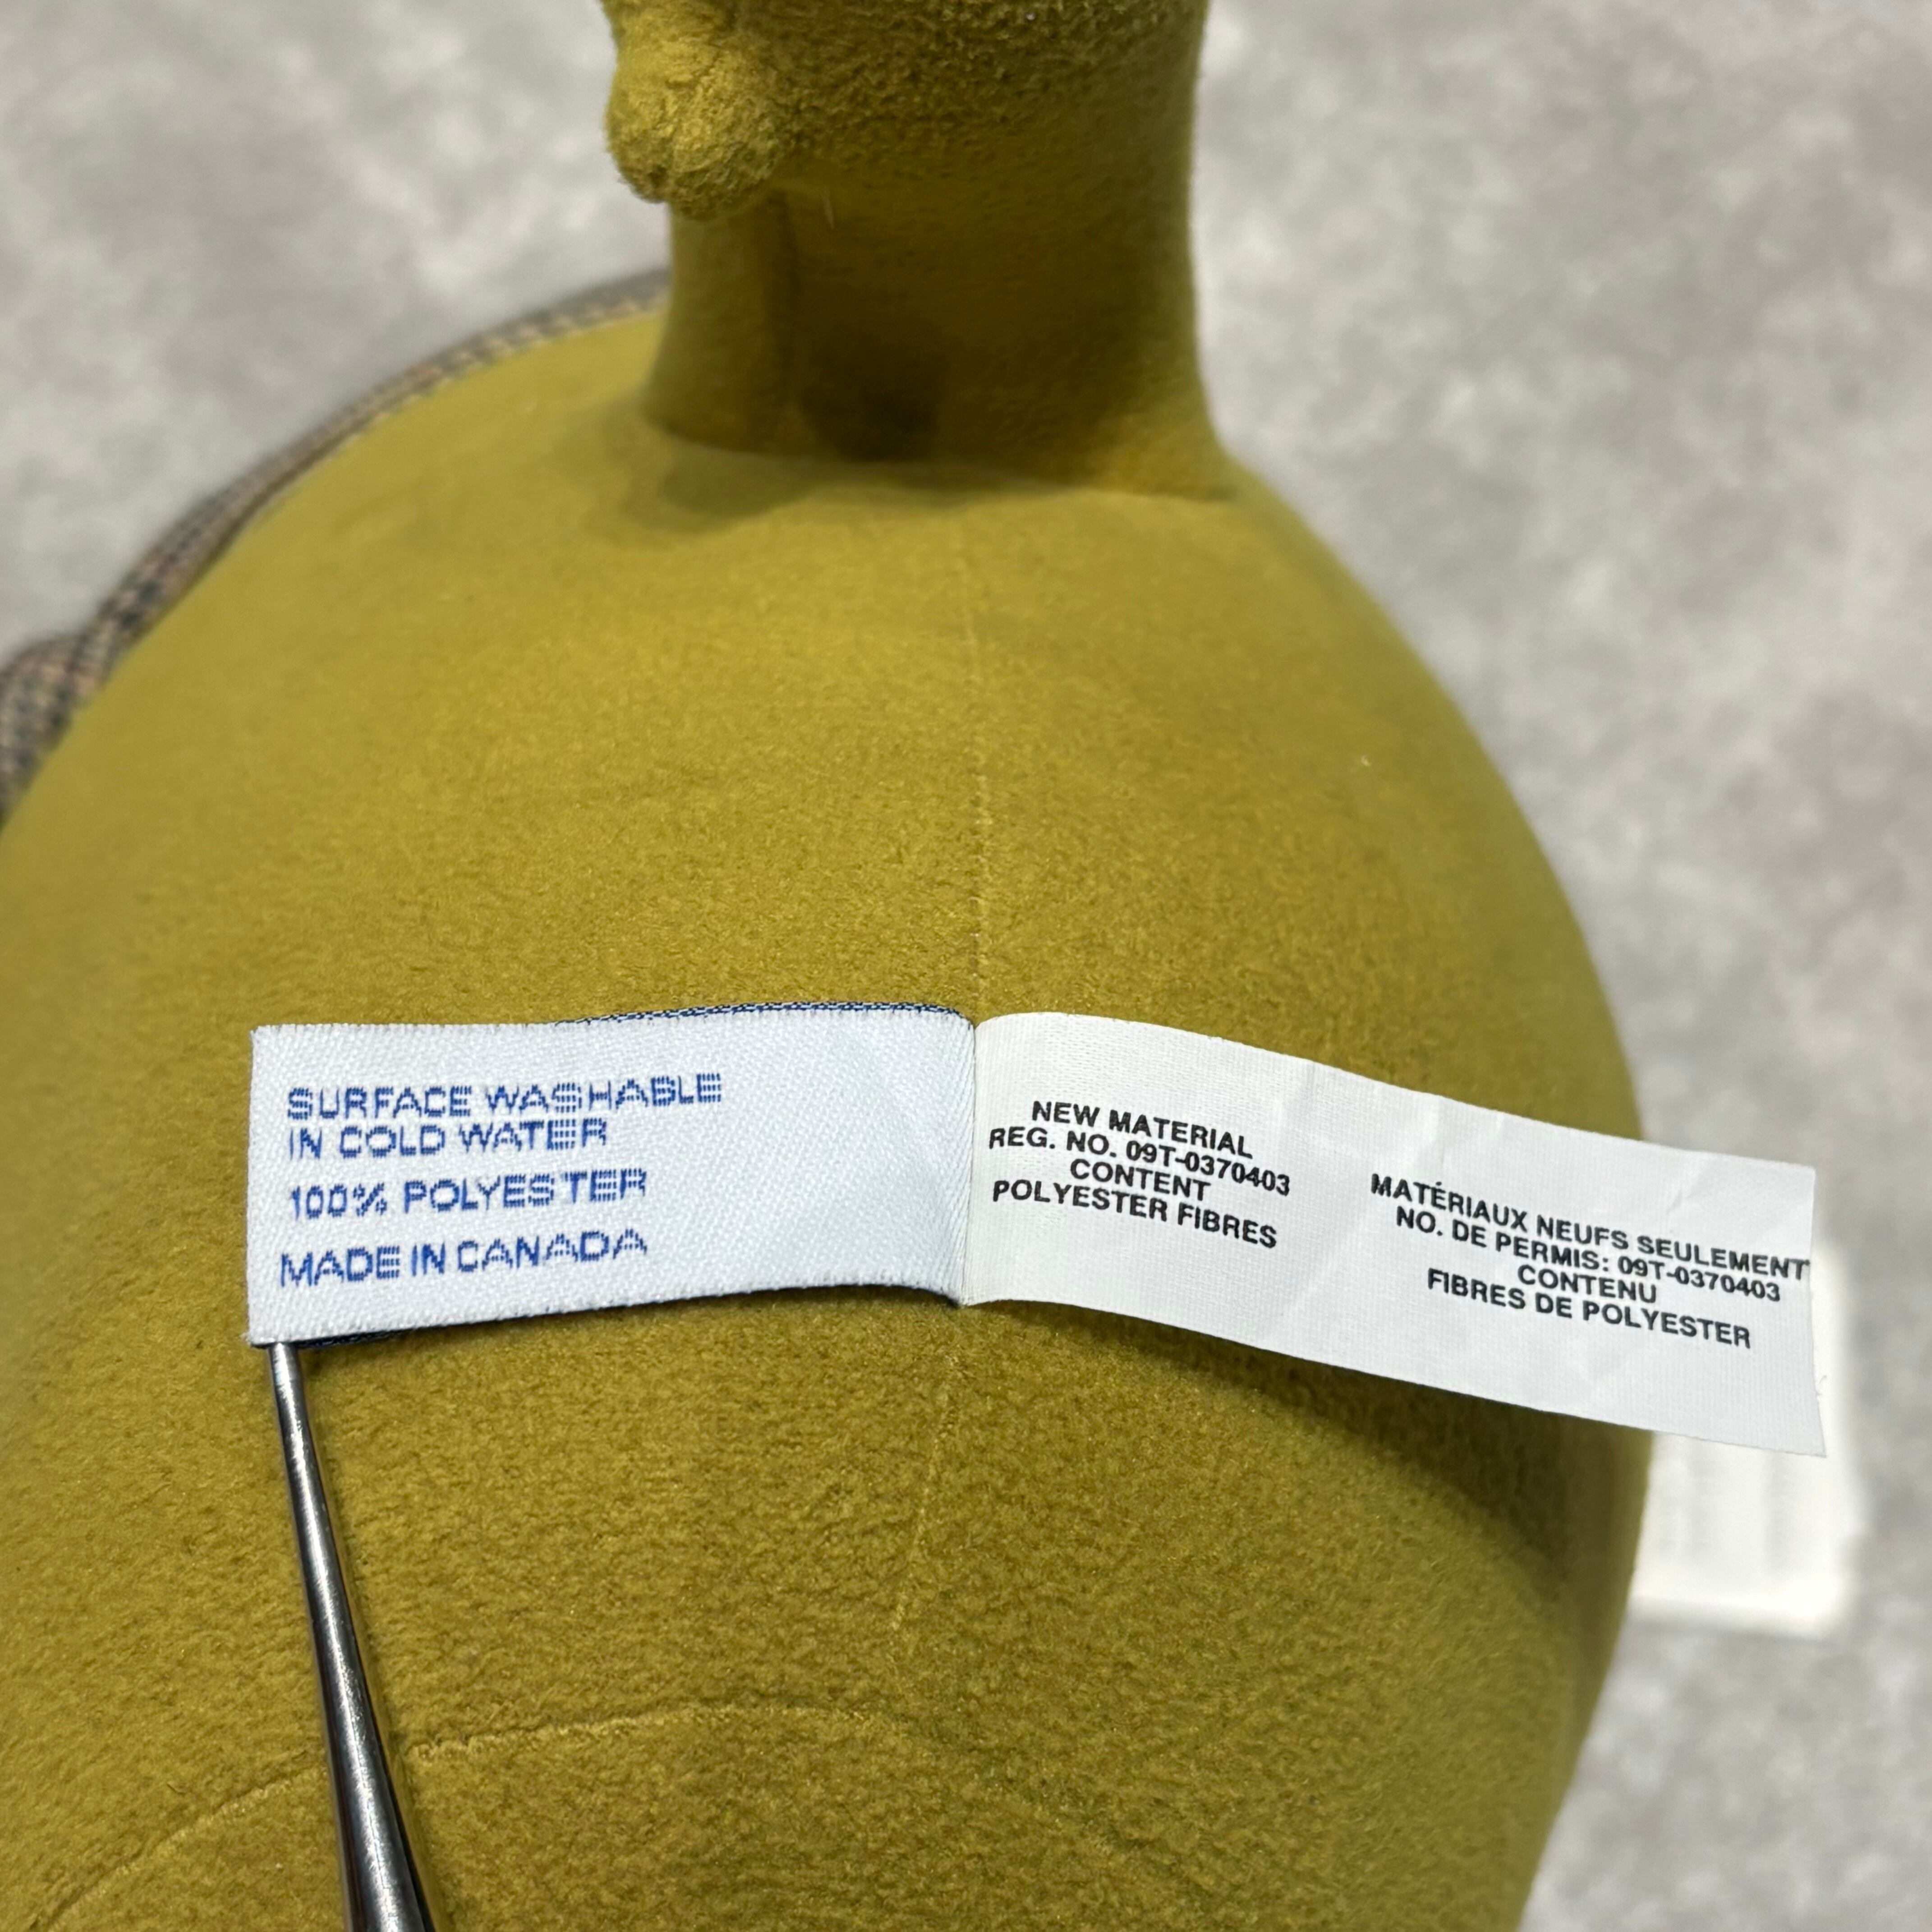 SURFACE WASHABLE
IN COLD WATER
100% POLYESTER
MADE IN CANADA
NEW MATERIAL
REG. NO. 09T-0370403
CONTENT
POLYESTER FIBRES
MATÉRIAUX NEUFS SEULEMENT
NO. DE PERMIS: 09T-0370403
CONTENU
FIBRES DE POLYESTER